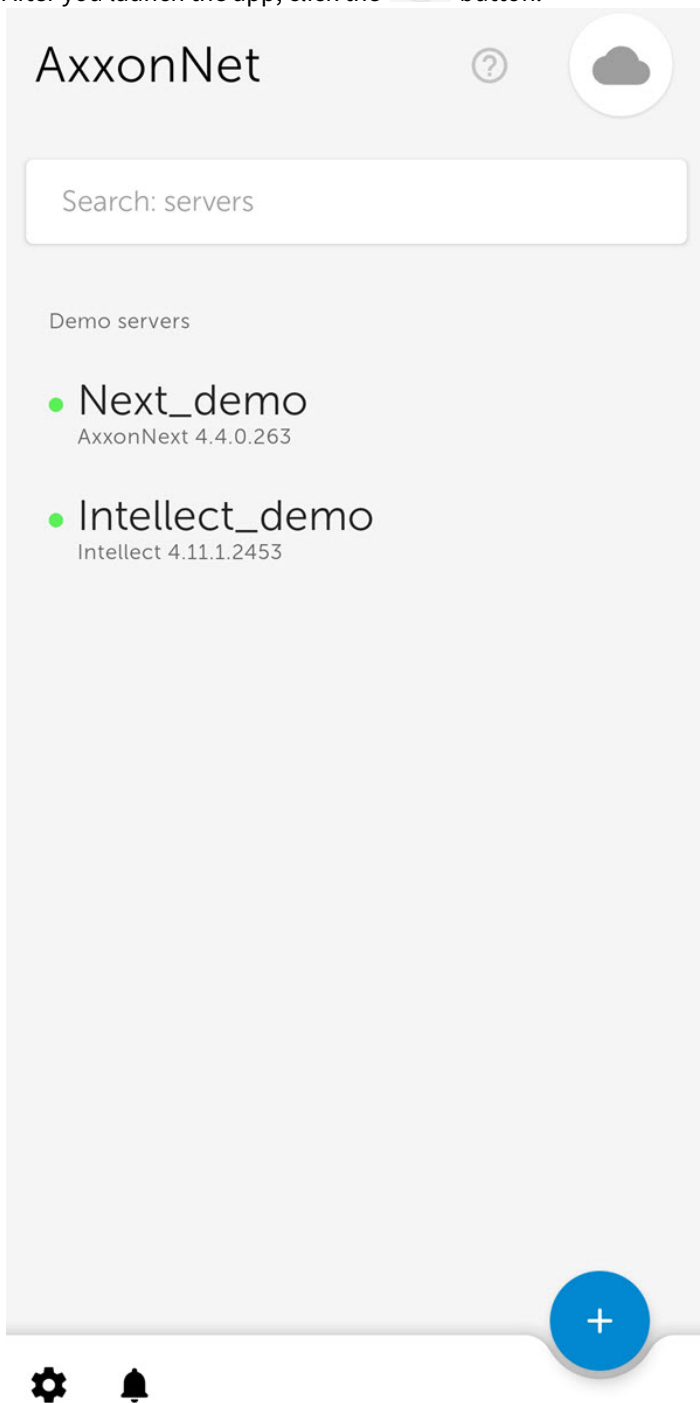 After you launch the app, click the button.
AxxonNet
Search: servers
Demo servers
Next_demo
AxxonNext 4.4.0.263
Intellect_demo
Intellect 4.11.1.2453